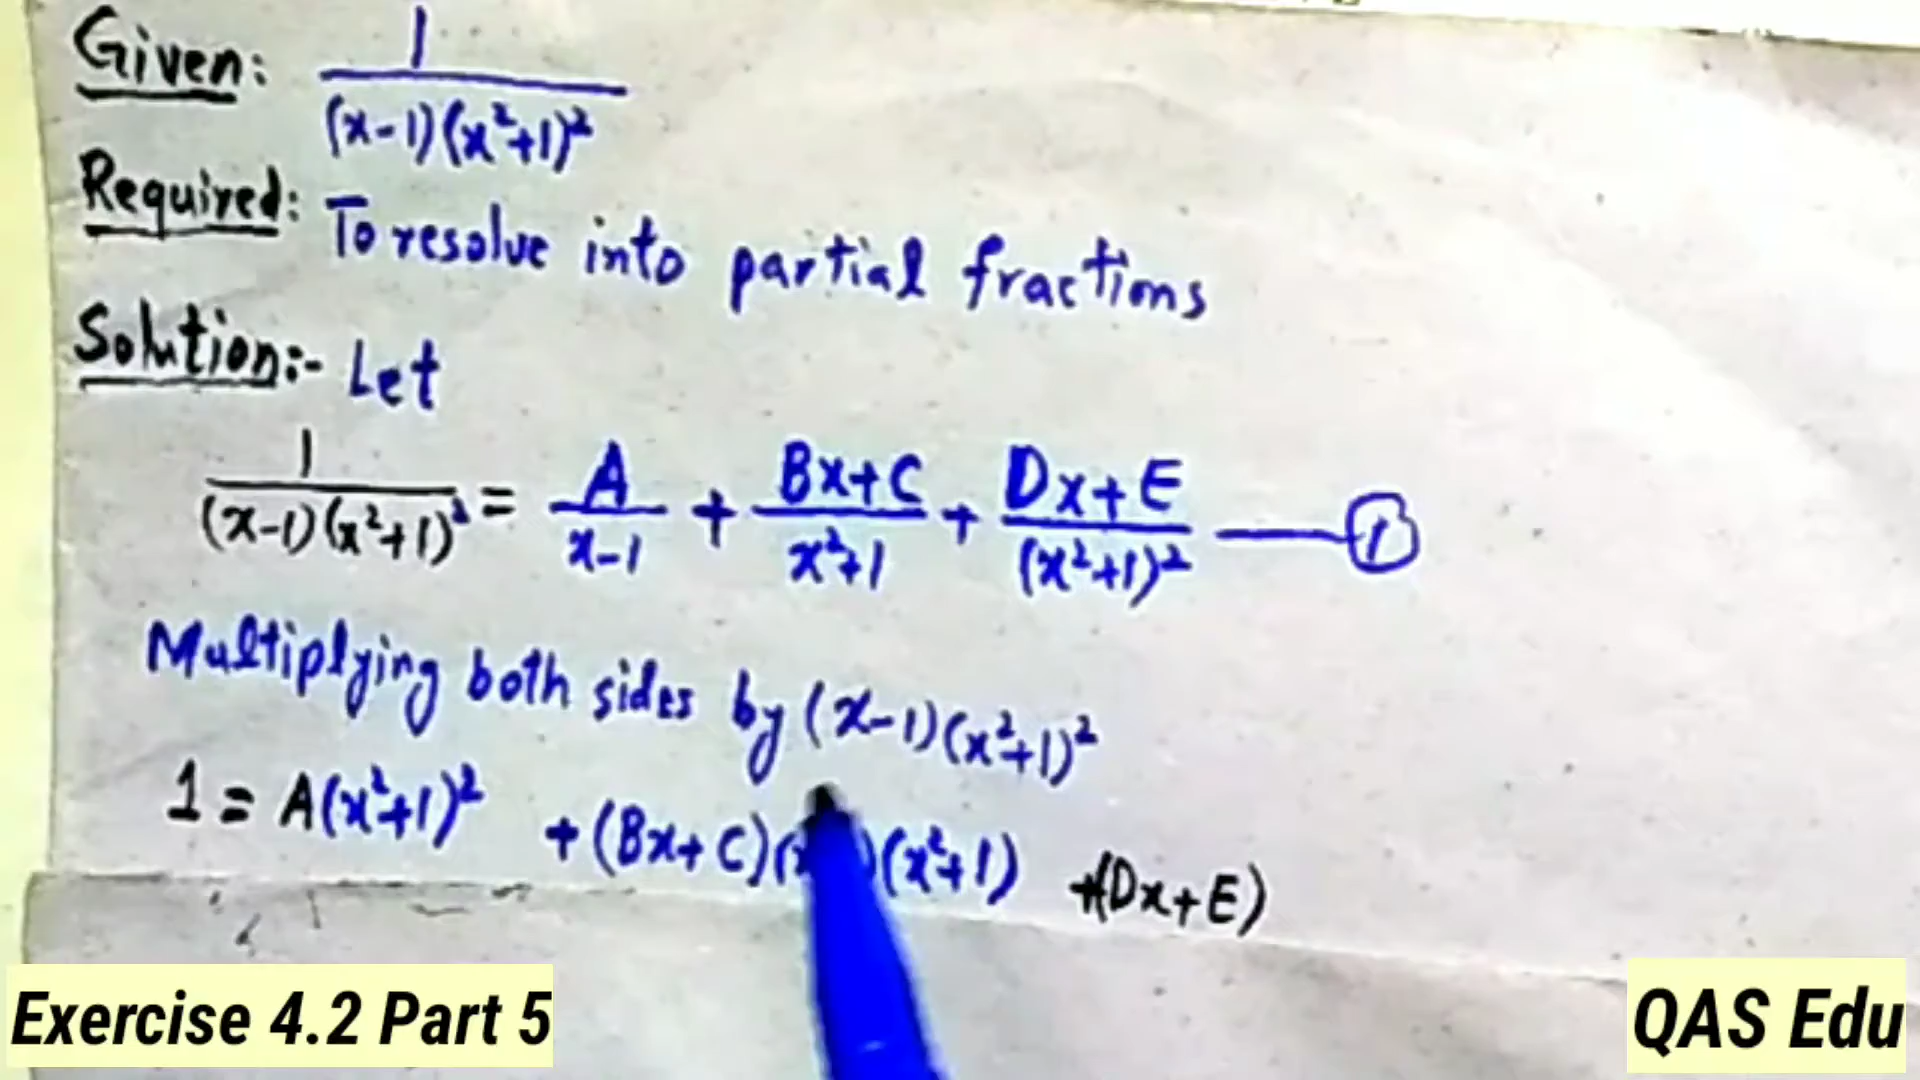 Given: 1/(x-1)(x²+1)²
Required: To resolve into partial fractions
Solution:- Let
1/(x-1)(x²+1)² = A/x-1 + Bx+C/x²+1 + Dx+E/(x²+1)² — ①
Multiplying both sides by (x-1)(x²+1)²
1 = A(x²+1)² + (Bx+C)(x )(x²+1) +(Dx+E)
Exercise 4.2 Part 5
QAS Edu